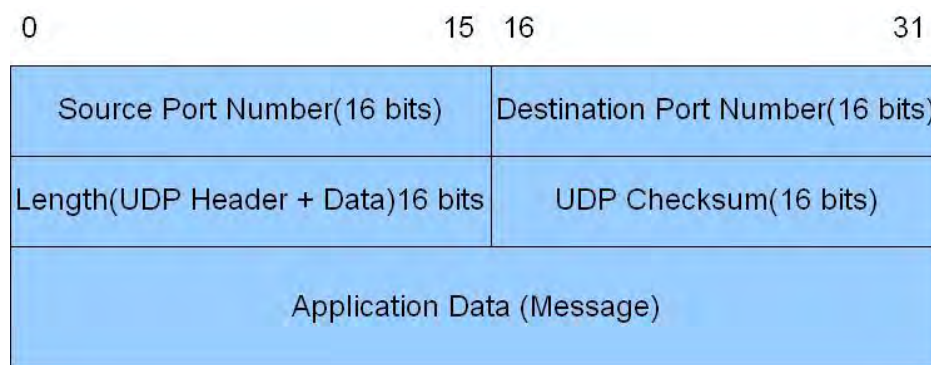 0 15 16 31
Source Port Number(16 bits) Destination Port Number(16 bits)
Length(UDP Header + Data)16 bits UDP Checksum(16 bits)
Application Data (Message)